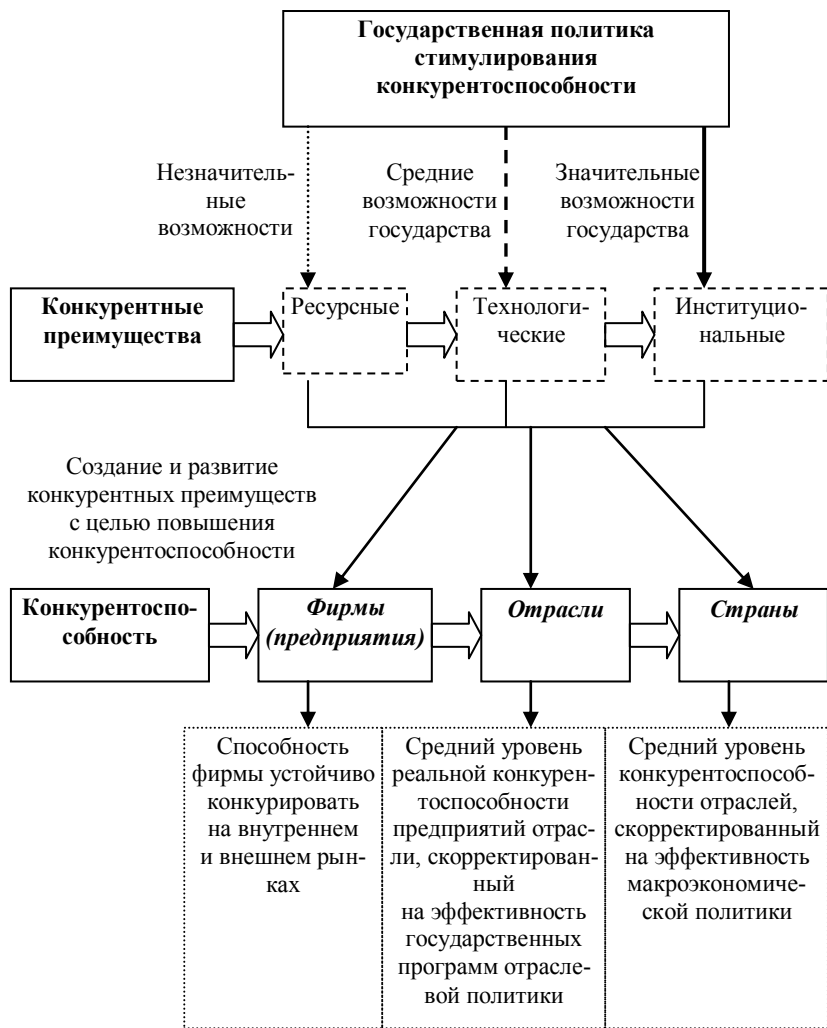 Государственная политика
стимулирования
конкурентоспособности
Незначитель-
ные
возможности
Средние
возможности
государства
Значительные
возможности
государства
Конкурентные
преимущества
Ресурсные
Технологи-
ческие
Институцио-
нальные
Создание и развитие
конкурентных преимуществ
с целью повышения
конкурентоспособности
Конкурентоспо-
собность
Фирмы
(предприятия)
Отрасли
Страны
Способность
фирмы устойчиво
конкурировать
на внутреннем
и внешнем рын-
ках
Средний уровень
реальной конкурен-
тоспособности
предприятий отрас-
ли, скорректирован-
ный
на эффективность
государственных
программ отрасле-
вой политики
Средний уровень
конкурентоспособ-
ности отраслей,
скорректированный
на эффективность
макроэкономиче-
ской политики